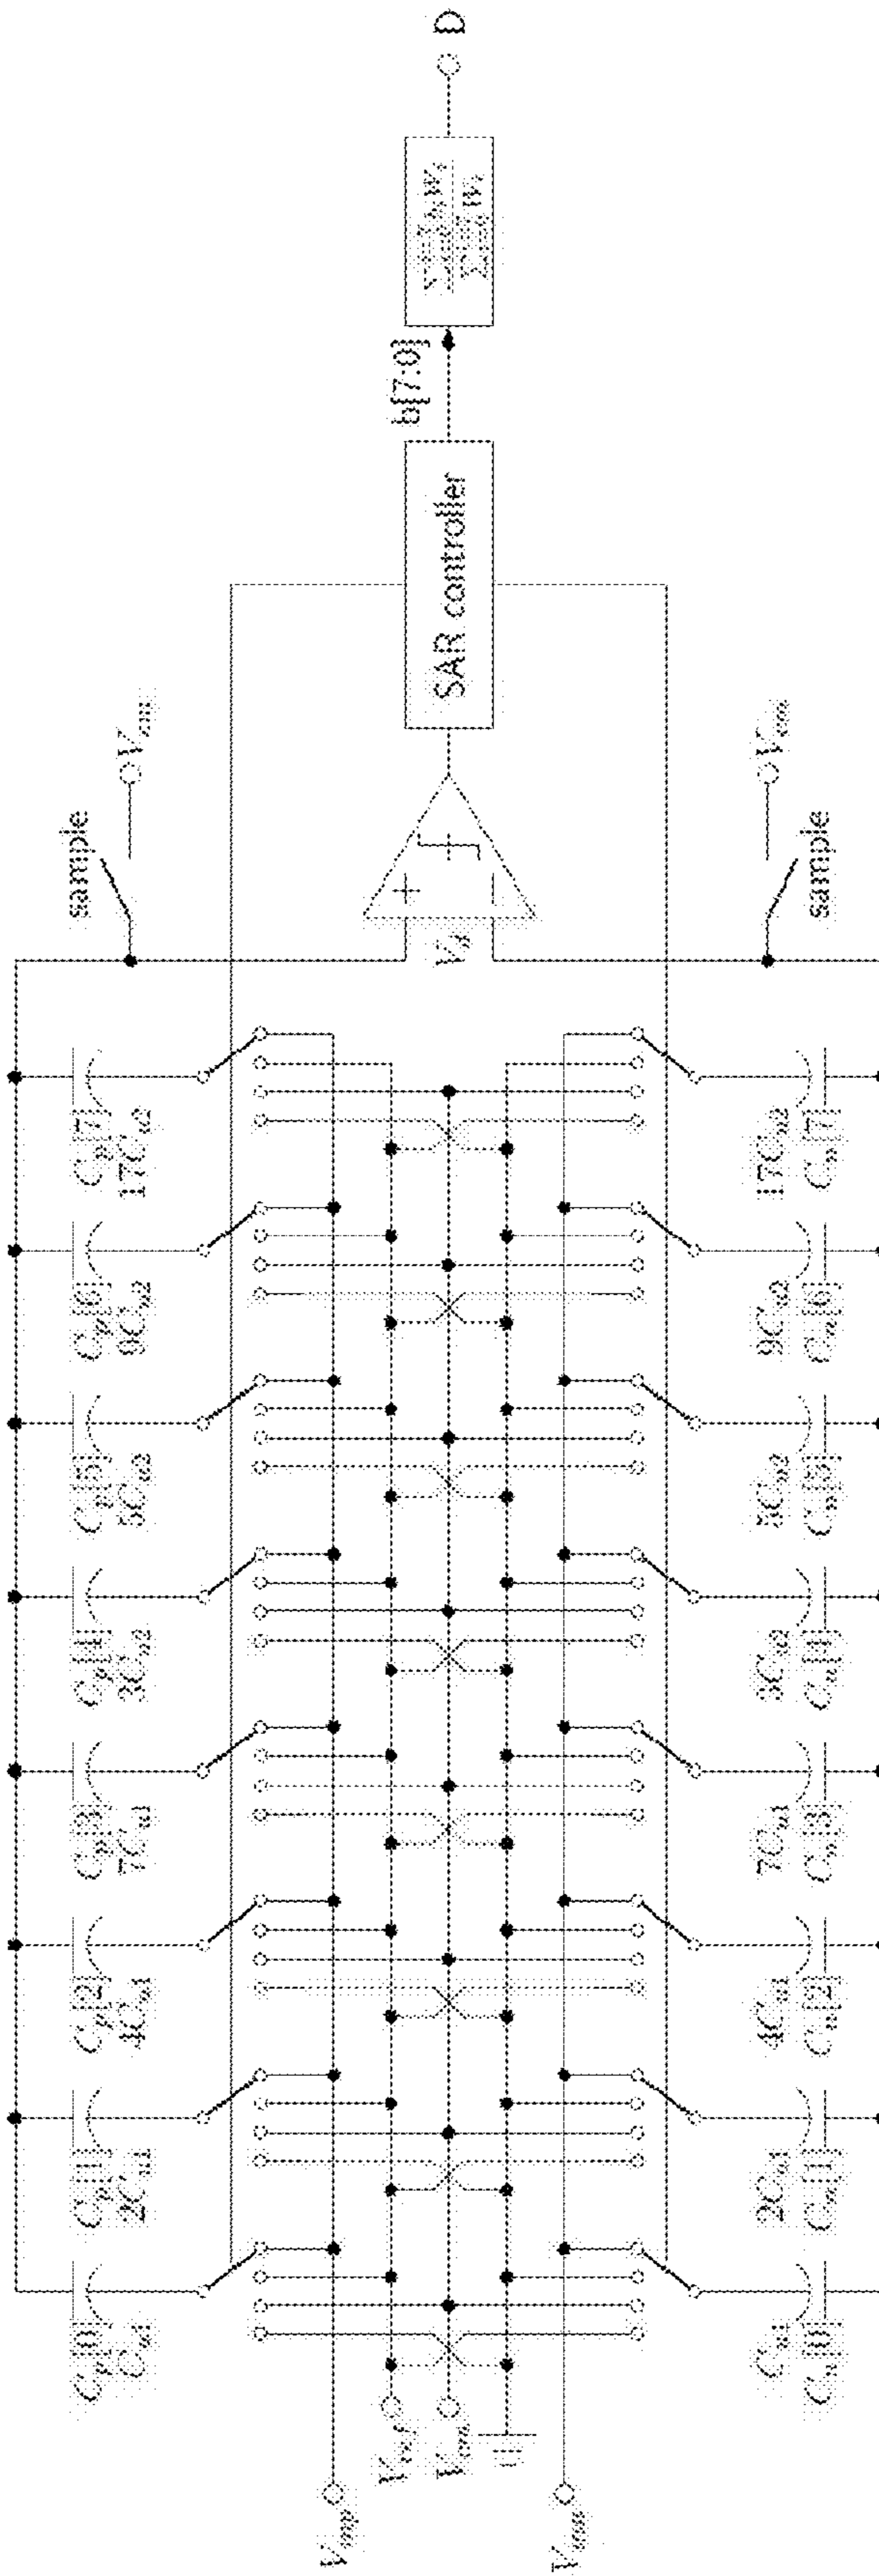 C_p[0]
C_u1
C_p[1]
2C_u1
C_p[2]
4C_u1
C_p[3]
7C_u1
C_p[4]
3C_u2
C_p[5]
5C_u2
C_p[6]
9C_u2
C_p[7]
17C_u2
sample
V_cm
V_inp
V_ref
V_cm
V_inn
V_d
+
SAR controller
b[7:0]
D
C_u1
C_n[0]
2C_u1
C_n[1]
4C_u1
C_n[2]
7C_u1
C_n[3]
3C_u2
C_n[4]
5C_u2
C_n[5]
9C_u2
C_n[6]
17C_u2
C_n[7]
sample
V_cm